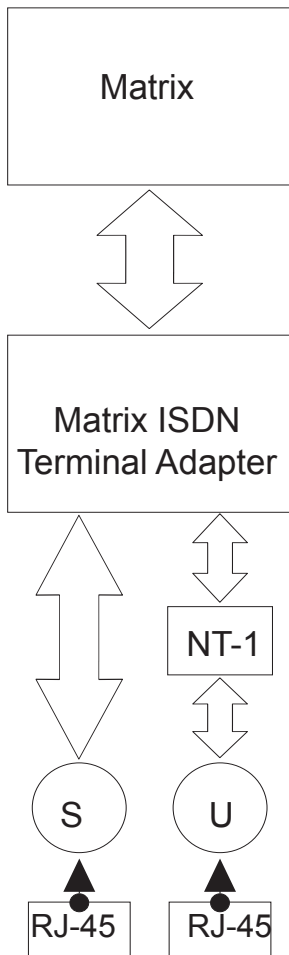 Matrix
Matrix ISDN
Terminal Adapter
NT-1
S
U
RJ-45
RJ-45